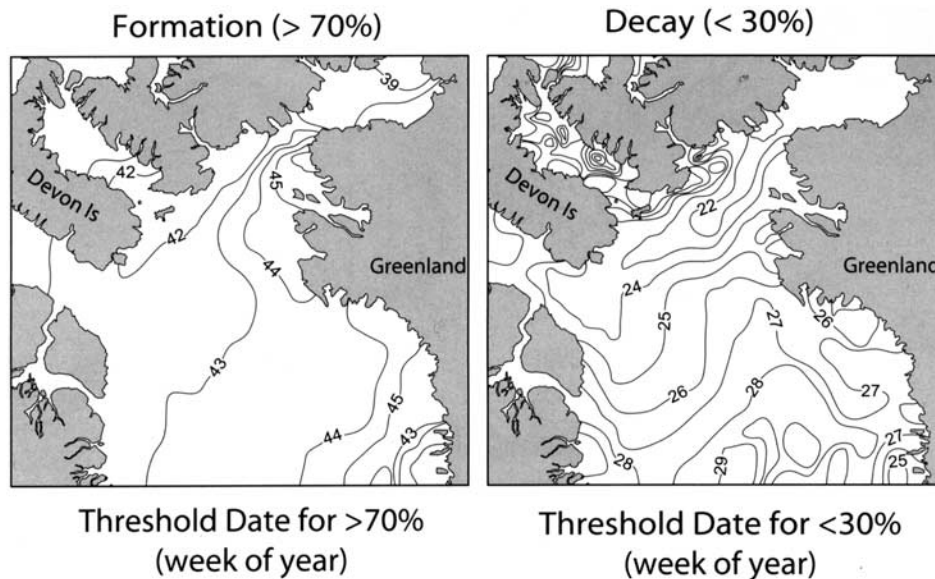 Formation (> 70%)
39
42
Devon Is
45
42
44
Greenland
43
45
44
43
Threshold Date for >70%
(week of year)
Decay (< 30%)
Devon Is
22
Greenland
24
25
27
26
28
26
27
27
28
29
25
Threshold Date for <30%
(week of year)